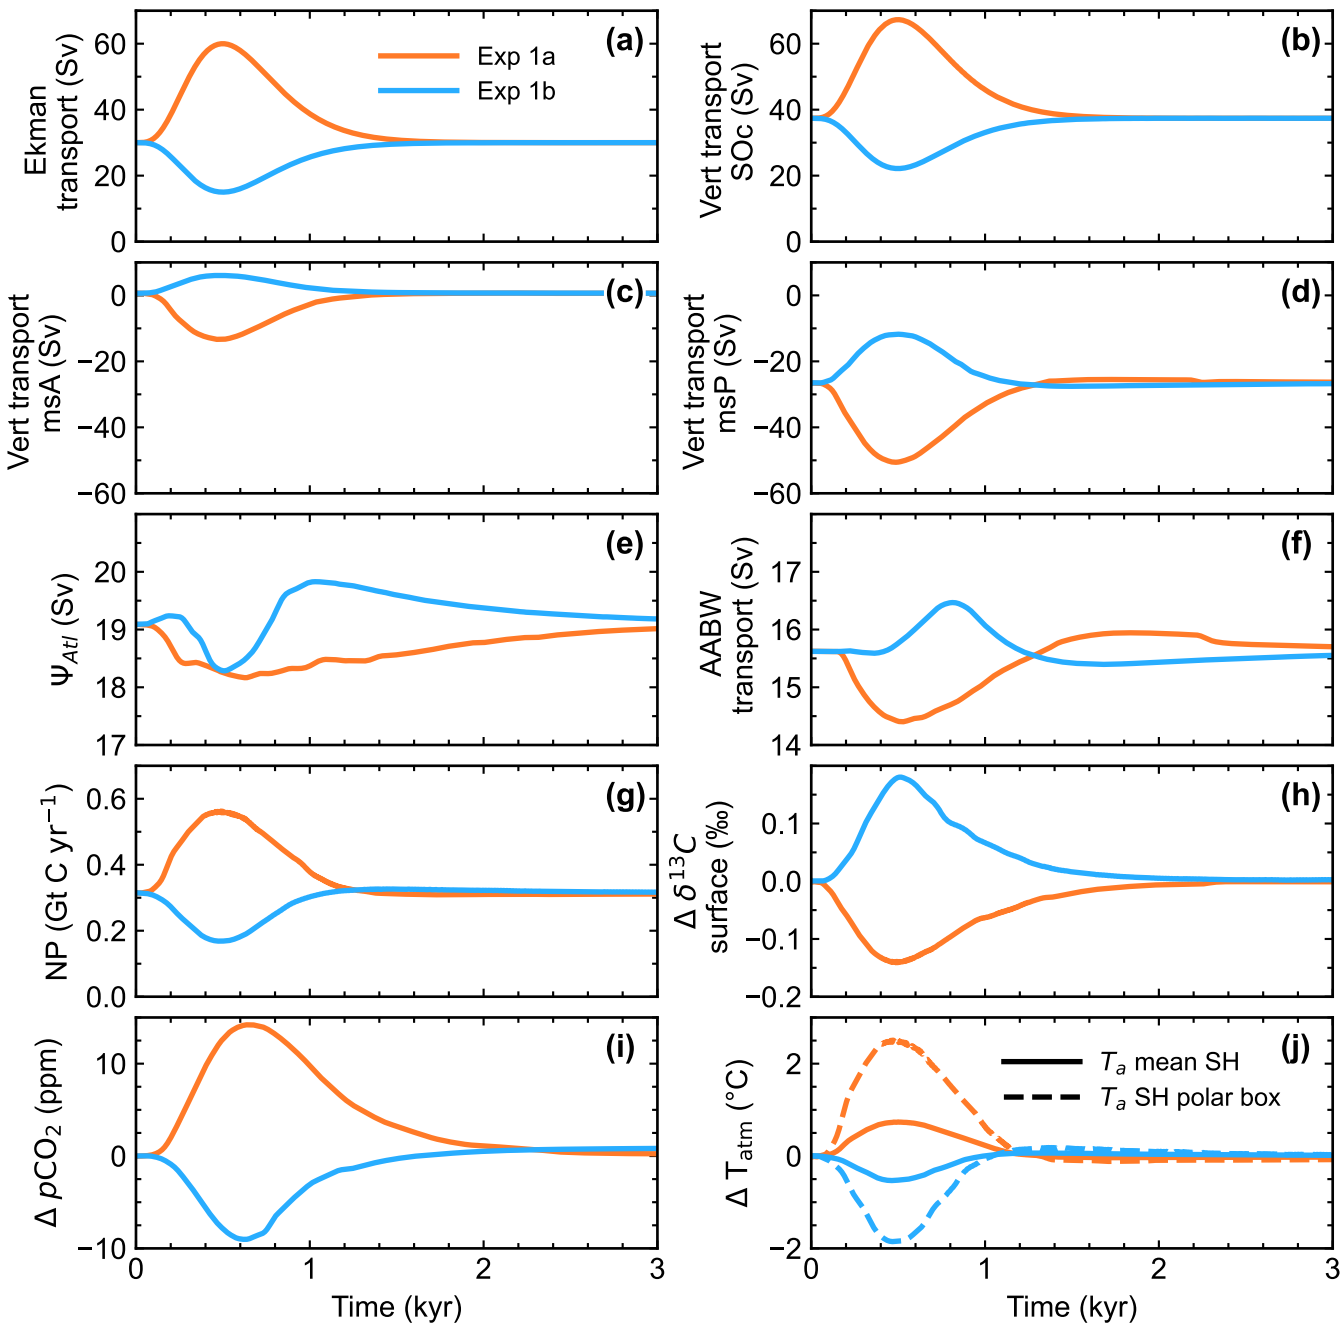 (a)
Exp 1a
Exp 1b
Ekman
transport (Sv)
60
40
20
0
(b)
Vert transport
SOc (Sv)
60
40
20
0
(c)
Vert transport
msA (Sv)
0
−20
−40
−60
(d)
Vert transport
msP (Sv)
0
−20
−40
−60
(e)
Ψ_Atl (Sv)
20
19
18
17
(f)
AABW
transport (Sv)
17
16
15
14
(g)
NP (Gt C yr⁻¹)
0.6
0.4
0.2
0.0
(h)
Δ δ¹³C
surface (‰)
0.1
0.0
−0.1
−0.2
(i)
Δ pCO₂ (ppm)
10
0
−10
0 1 2 3
Time (kyr)
(j)
Tₐ mean SH
Tₐ SH polar box
Δ T_atm (°C)
2
0
−2
0 1 2 3
Time (kyr)